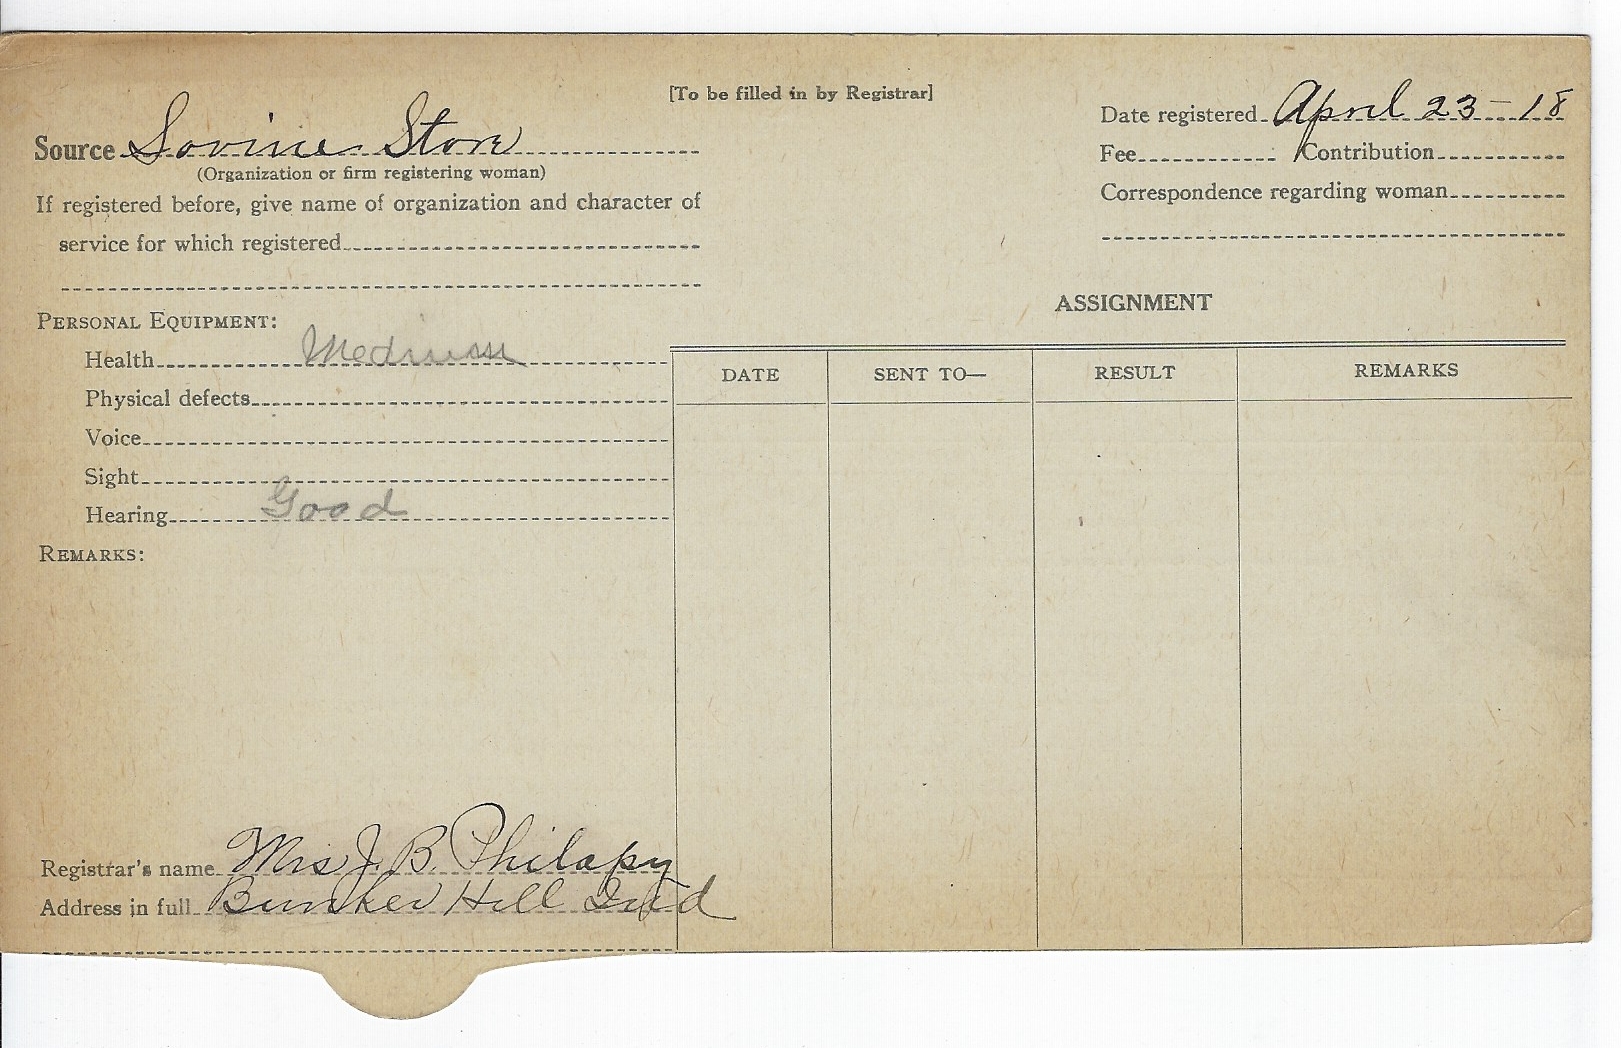 [To be filled in by Registrar]
Source Lovine Store
(Organization or firm registering woman)
If registered before, give name of organization and character of
service for which registered
PERSONAL EQUIPMENT:
Health Medium
Physical defects
Voice
Sight
Hearing Good
REMARKS:
Registrar's name Mrs J. B. Philapy
Address in full Bunker Hill Ind
Date registered April 23-18
Fee Contribution
Correspondence regarding woman
ASSIGNMENT
DATE SENT TO— RESULT REMARKS